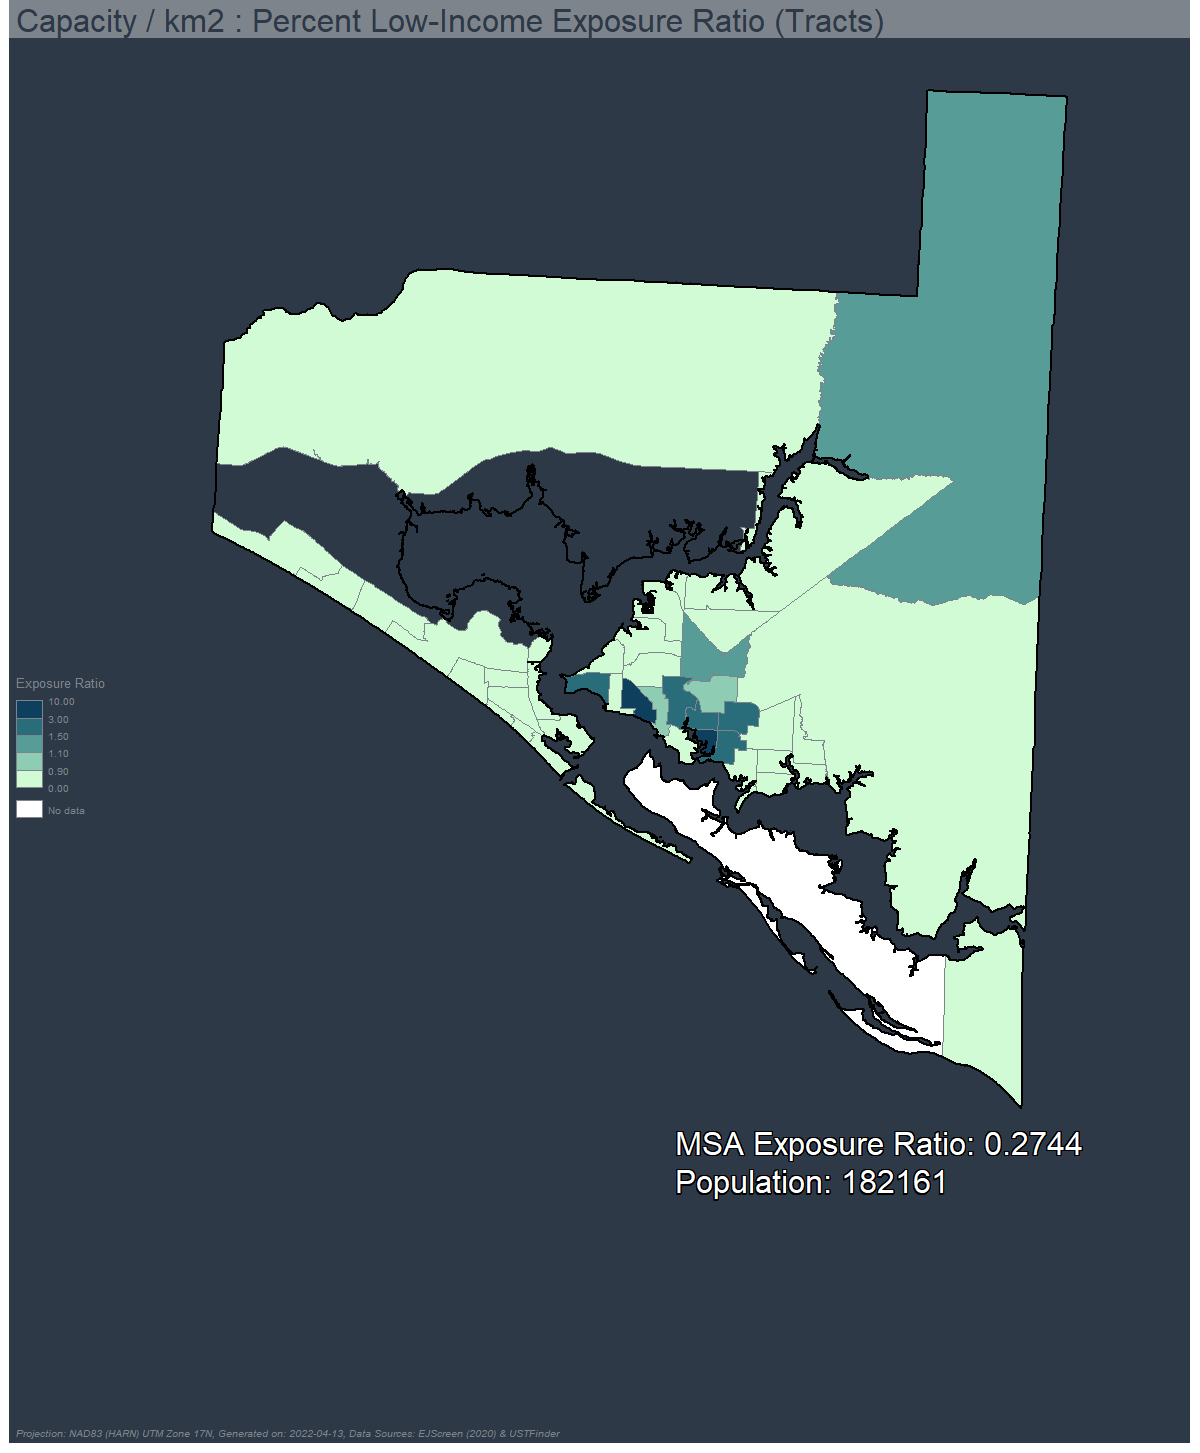 Capacity / km2 : Percent Low-Income Exposure Ratio (Tracts)
Exposure Ratio
10.00
3.00
1.50
1.10
0.90
0.00
No data
MSA Exposure Ratio: 0.2744
Population: 182161
Projection: NAD83 (HARN) UTM Zone 17N, Generated on: 2022-04-13, Data Sources: EJScreen (2020) & USTFinder